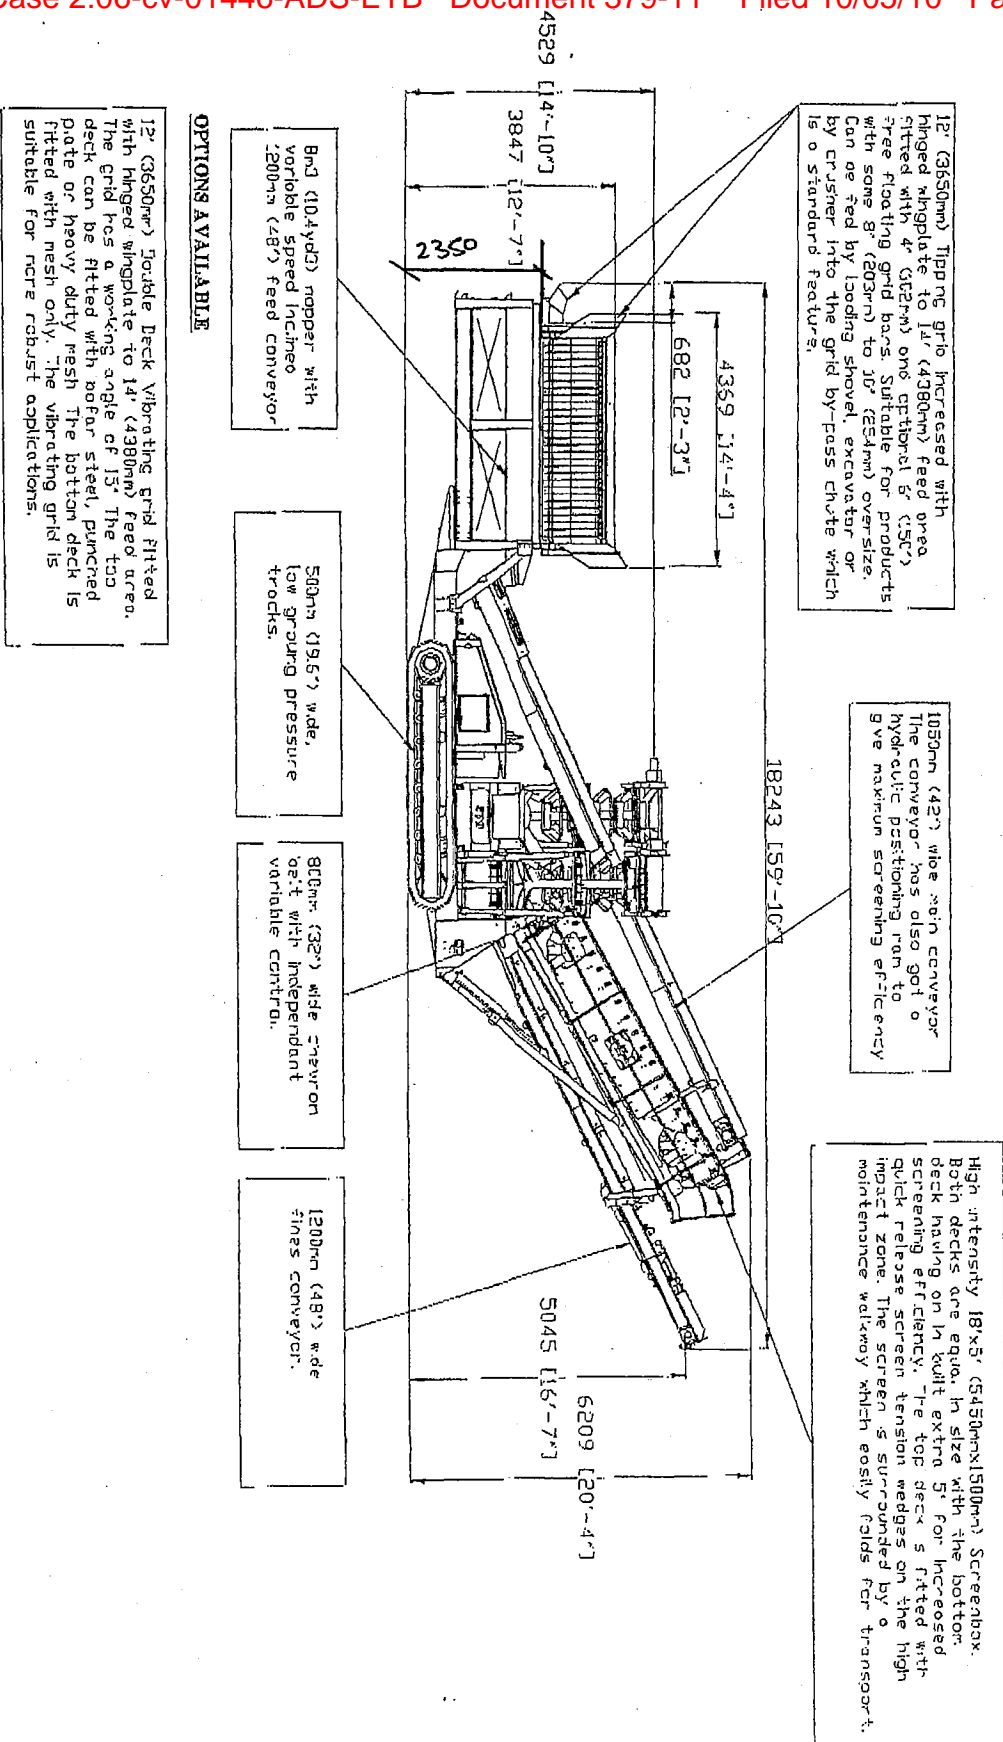 Case 2:06-cv-01446-ADS-ETB Document 379-11 Filed 10/05/10 Pa
12' (3650mm) Tipping grid increased with
hinged wingplate to 14' (4380mm) feed area
fitted with 4" (102mm) and optional 6" (150")
free floating grid bars. Suitable for products
with some 8" (203mm) to 10" (254mm) oversize.
Can be fed by loading shovel, excavator or
by crusher into the grid by-pass chute which
is a standard feature.
1050mm (42") wide main conveyor
The conveyor has also got a
hydraulic positioning ram to
give maximum screening efficiency
High intensity 18'x5' (5450mmx1500mm) Screenbox.
Both decks are equal in size with the bottom
deck having an in built extra 5° for increased
screening efficiency. The top deck is fitted with
quick release screen tension wedges on the high
impact zone. The screen is surrounded by a
maintenance walkway which easily folds for transport.
18243 [59'-10"]
4369 [14'-4"]
682 [2'-3"]
4529 [14'-10"]
3847 [12'-7"]
2350
5045 [16'-7"]
6209 [20'-4"]
8m3 (10.4yd3) hopper with
variable speed inclined
1200mm (48") feed conveyor
500mm (19.5") wide,
low ground pressure
tracks.
800mm (32") wide chevron
belt with independant
variable control.
1200mm (48") wide
fines conveyor.
OPTIONS AVAILABLE
12' (3650mm) Double Deck Vibrating grid fitted
with hinged wingplate to 14' (4380mm) feed area.
The grid has a working angle of 15° The top
deck can be fitted with bofar steel, punched
plate or heavy duty mesh The bottom deck is
fitted with mesh only. The vibrating grid is
suitable for more robust applications.